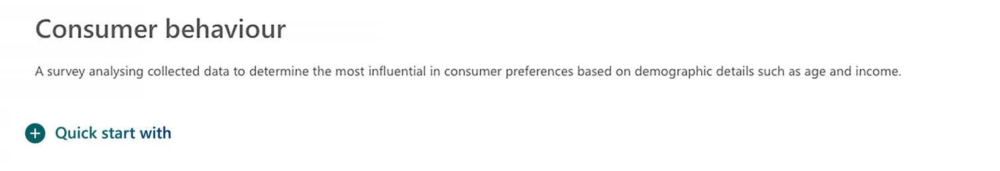 Consumer behaviour
A survey analysing collected data to determine the most influential in consumer preferences based on demographic details such as age and income.
Quick start with